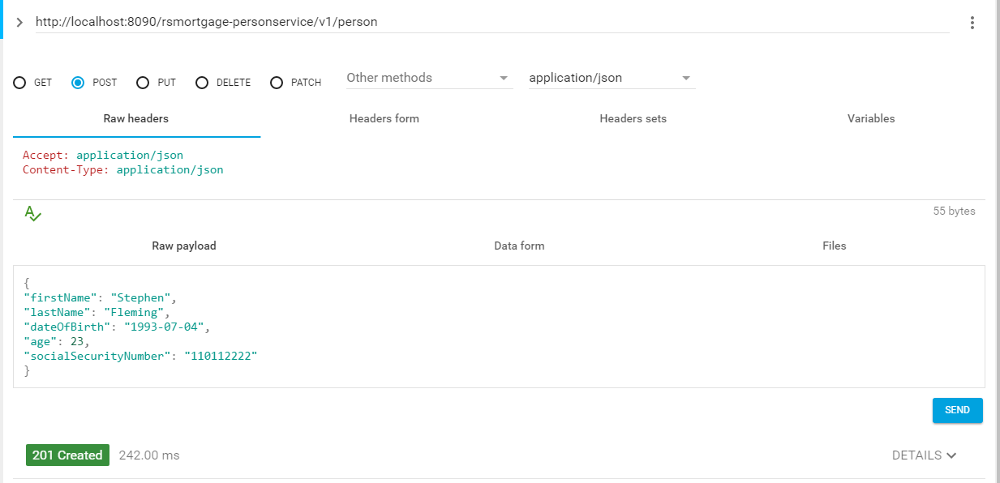 http://localhost:8090/rsmortgage-personservice/v1/person
GET POST PUT DELETE PATCH Other methods application/json
Raw headers Headers form Headers sets Variables
Accept: application/json
Content-Type: application/json
55 bytes
Raw payload Data form Files
{
"firstName": "Stephen",
"lastName": "Fleming",
"dateOfBirth": "1993-07-04",
"age": 23,
"socialSecurityNumber": "110112222"
}
SEND
201 Created 242.00 ms DETAILS